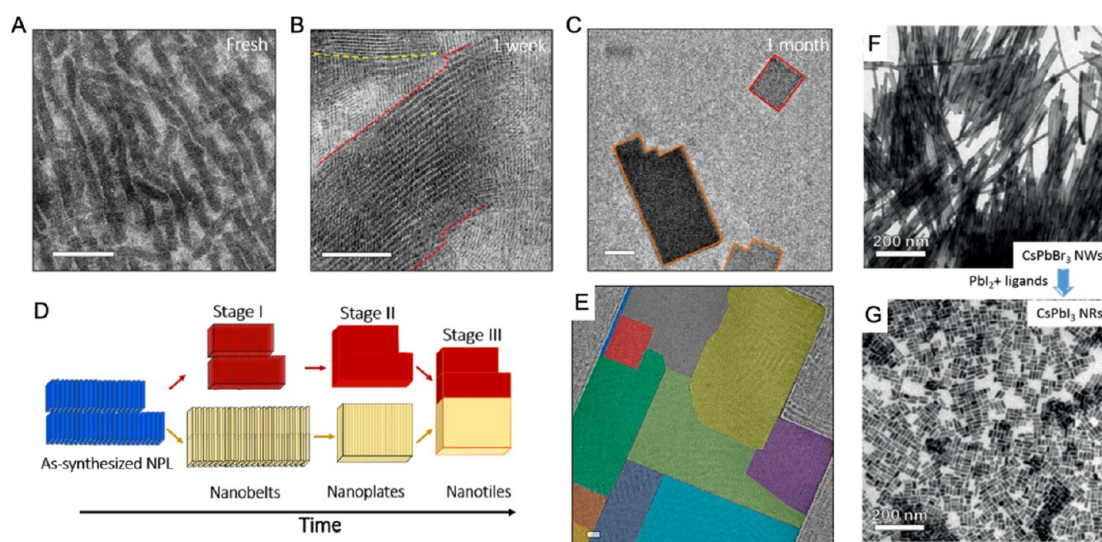 A
Fresh
B
1 week
C
1 month
D
Stage I
Stage II
Stage III
As-synthesized NPL
Nanobelts
Nanoplates
Nanotiles
Time
E
F
200 nm
CsPbBr₃ NWs
PbI₂+ ligands
CsPbI₃ NRs
G
200 nm